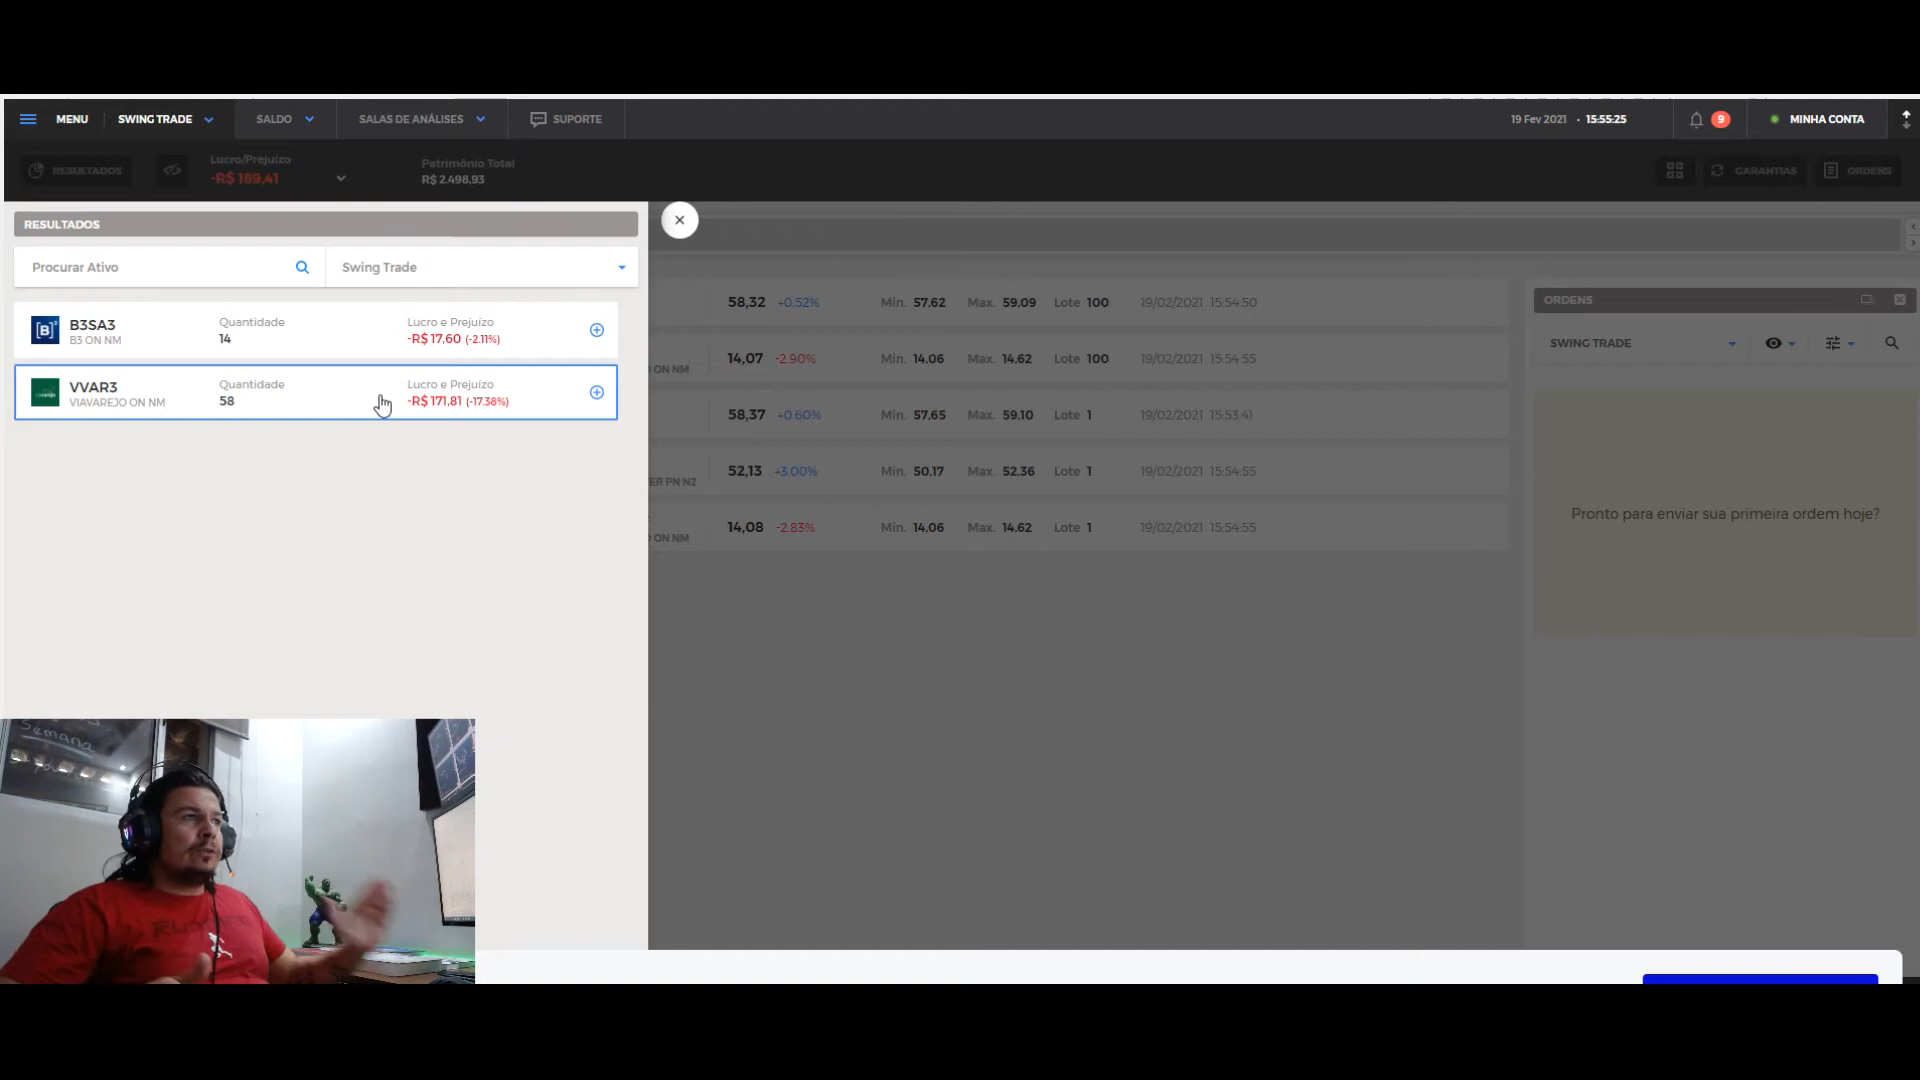 MENU SWING TRADE SALDO SALAS DE ANÁLISES SUPORTE 19 Fev 2021 · 15:55:25 9 MINHA CONTA
RESULTADOS Lucro/Prejuízo Patrimônio Total GARANTIAS ORDENS
-R$ 189,41 R$ 2.498,93
RESULTADOS
Procurar Ativo Swing Trade
B3SA3 Quantidade Lucro e Prejuízo
B3 ON NM 14 -R$ 17,60 (-2.11%)
VVAR3 Quantidade Lucro e Prejuízo
VIAVAREJO ON NM 58 -R$ 171,81 (-17.38%)
58,32 +0.52% Min. 57.62 Max. 59.09 Lote 100 19/02/2021 15:54:50
14,07 -2.90% Min. 14.06 Max. 14.62 Lote 100 19/02/2021 15:54:55
O ON NM
58,37 +0.60% Min. 57.65 Max. 59.10 Lote 1 19/02/2021 15:53:41
52,13 +3.00% Min. 50.17 Max. 52.36 Lote 1 19/02/2021 15:54:55
ER PN N2
14,08 -2.83% Min. 14.06 Max. 14.62 Lote 1 19/02/2021 15:54:55
O ON NM
ORDENS
SWING TRADE
Pronto para enviar sua primeira ordem hoje?
Semana